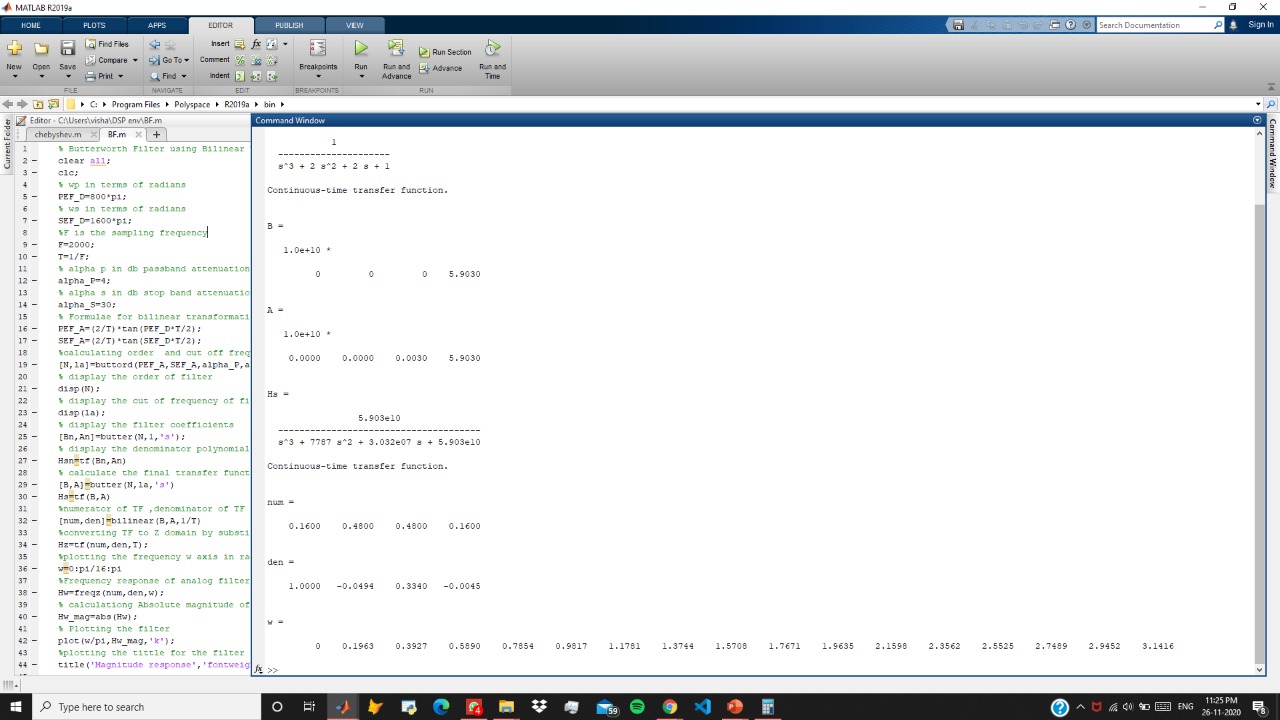 MATLAB R2019a
HOME PLOTS APPS EDITOR PUBLISH VIEW Search Documentation Sign In
New Open Save Find Files Compare Print Go To Find Insert Comment Indent Breakpoints Run Run and Advance Run Section Advance Run and Time
FILE NAVIGATE EDIT BREAKPOINTS RUN
C: Program Files Polyspace R2019a bin
Current Folder
Editor - C:\Users\visha\DSP env\BF.m
chebyshev.m BF.m
1 % Butterworth Filter using Bilinear
2 clear all;
3 clc;
4 % wp in terms of radians
5 PEF_D=800*pi;
6 % ws in terms of radians
7 SEF_D=1600*pi;
8 %F is the sampling frequency
9 F=2000;
10 T=1/F;
11 % alpha p in db passband attenuation
12 alpha_P=4;
13 % alpha s in db stop band attenuatio
14 alpha_S=30;
15 % Formulae for bilinear transformati
16 PEF_A=(2/T)*tan(PEF_D*T/2);
17 SEF_A=(2/T)*tan(SEF_D*T/2);
18 %calculating order  and cut off freq
19 [N,la]=buttord(PEF_A,SEF_A,alpha_P,a
20 % display the order of filter
21 disp(N);
22 % display the cut of frequency of fi
23 disp(la);
24 % display the filter coefficients
25 [Bn,An]=butter(N,1,'s');
26 % display the denominator polynomial
27 Hsn=tf(Bn,An)
28 % calculate the final transfer funct
29 [B,A]=butter(N,la,'s')
30 Hs=tf(B,A)
31 %numerator of TF ,denominator of TF
32 [num,den]=bilinear(B,A,1/T)
33 %converting TF to Z domain by substi
34 Hz=tf(num,den,T);
35 %plotting the frequency w axis in ra
36 w=0:pi/16:pi
37 %Frequency response of analog filter
38 Hw=freqz(num,den,w);
39 % calculationg Absolute magnitude of
40 Hw_mag=abs(Hw);
41 % Plotting the filter
42 plot(w/pi,Hw_mag,'k');
43 %plotting the tittle for the filter
44 title('Magnitude response','fontweig
Command Window
1
---------------------
s^3 + 2 s^2 + 2 s + 1
Continuous-time transfer function.
B =
1.0e+10 *
0 0 0 5.9030
A =
1.0e+10 *
0.0000 0.0000 0.0030 5.9030
Hs =
5.903e10
--------------------------------------
s^3 + 7787 s^2 + 3.032e07 s + 5.903e10
Continuous-time transfer function.
num =
0.1600 0.4800 0.4800 0.1600
den =
1.0000 -0.0494 0.3340 -0.0045
w =
0 0.1963 0.3927 0.5890 0.7854 0.9817 1.1781 1.3744 1.5708 1.7671 1.9635 2.1598 2.3562 2.5525 2.7489 2.9452 3.1416
fx >>
Command Window
Type here to search
59
ENG
11:25 PM
26-11-2020
8